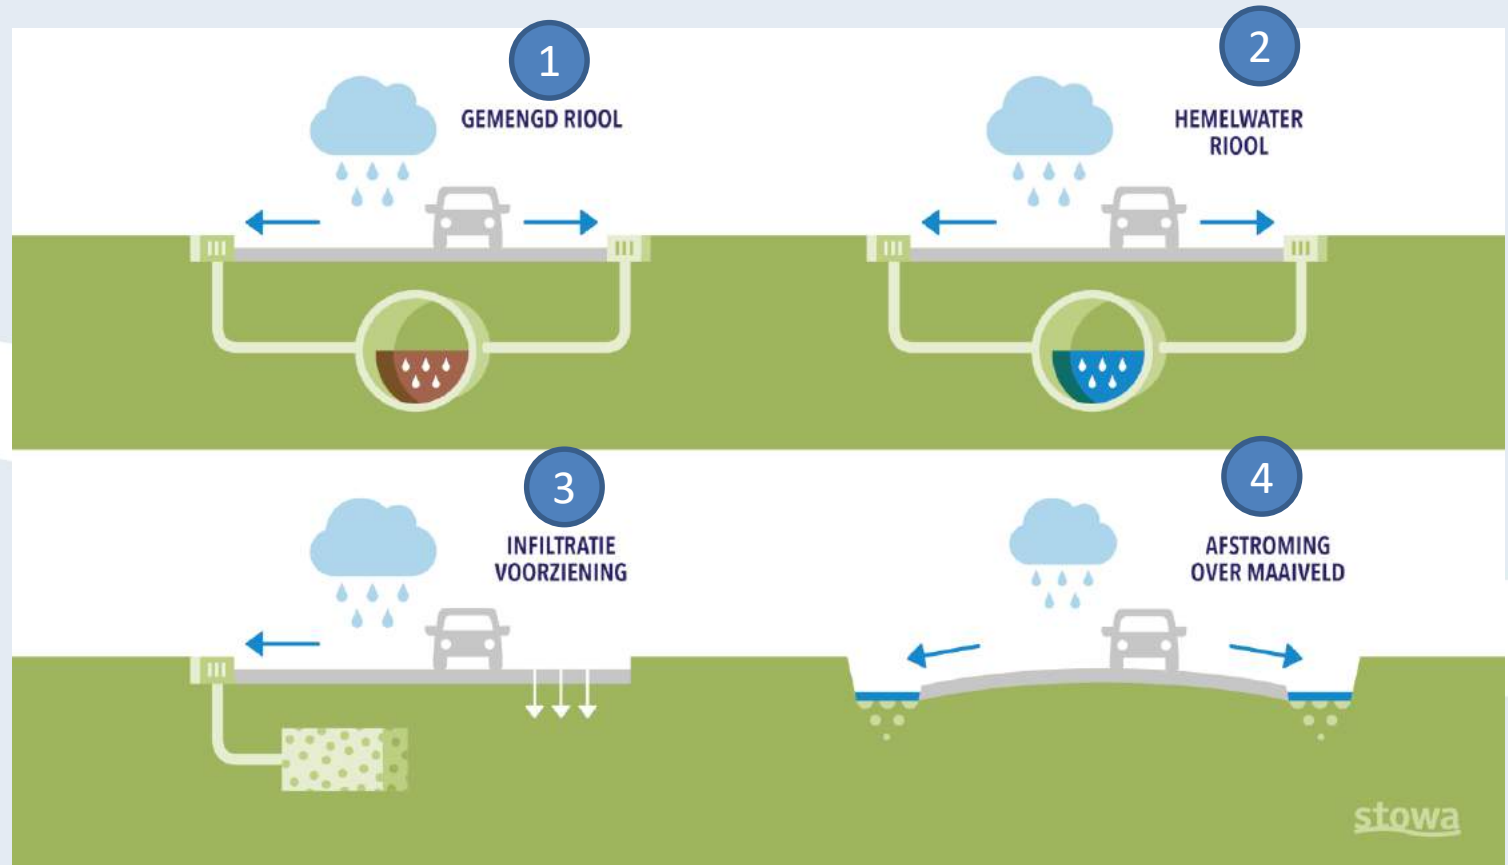 1
GEMENGD RIOOL
2
HEMELWATER
RIOOL
3
INFILTRATIE
VOORZIENING
4
AFSTROMING
OVER MAAIVELD
stowa